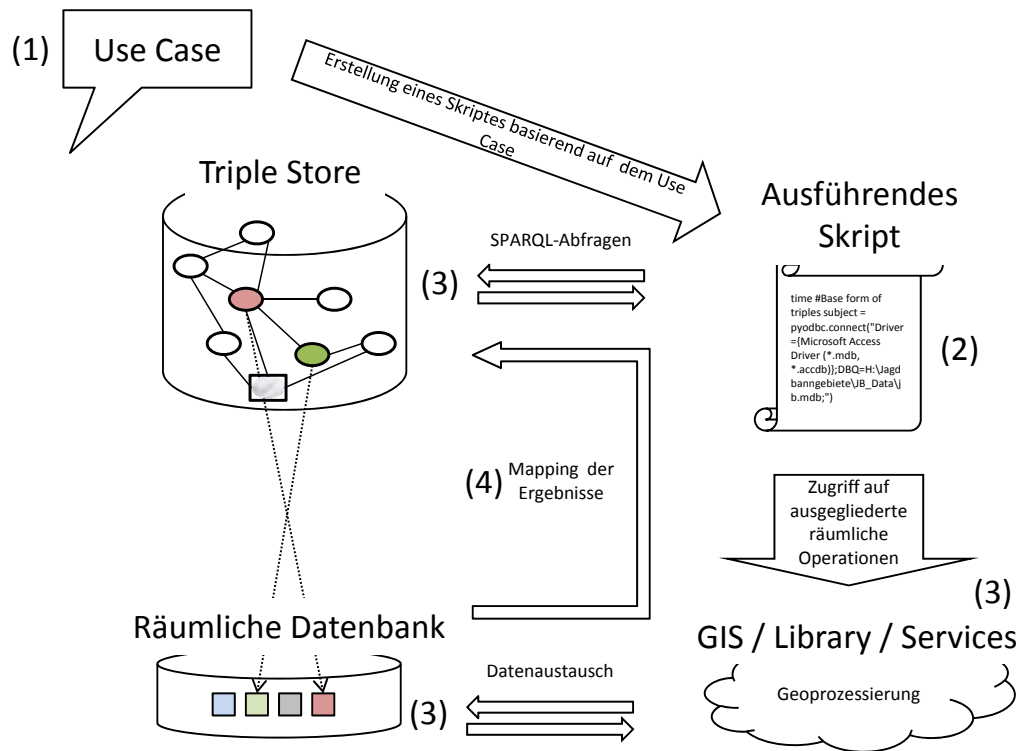 (1)
Use Case
Erstellung eines Skriptes basierend auf dem Use
Case
Triple Store
Ausführendes
Skript
SPARQL-Abfragen
(3)
time #Base form of
triples subject =
pyodbc.connect("Driver
={Microsoft Access
Driver (*.mdb,
*.accdb)};DBQ=H:\Jagd
banngebiete\JB_Data\j
b.mdb;")
(2)
(4)
Mapping der
Ergebnisse
Zugriff auf
ausgegliederte
räumliche
Operationen
(3)
Räumliche Datenbank
GIS / Library / Services
Datenaustausch
Geoprozessierung
(3)